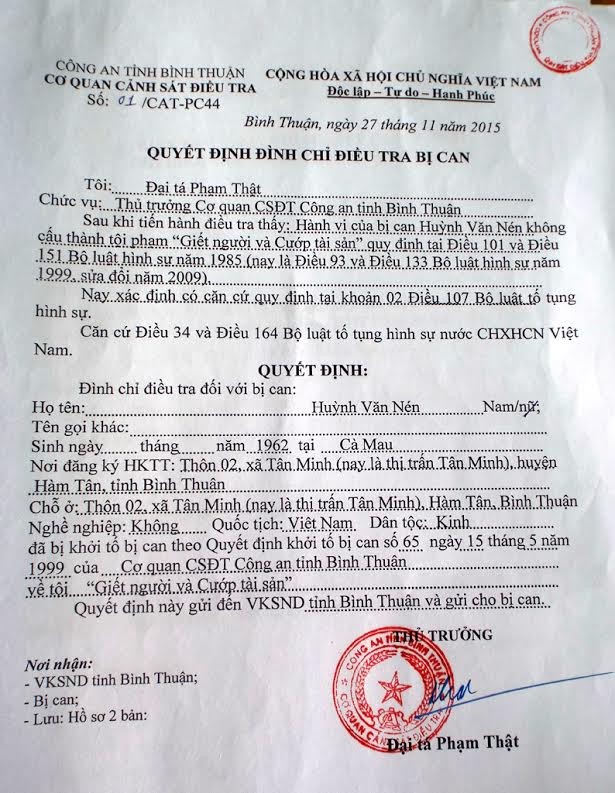 CÔNG AN TỈNH BÌNH THUẬN
CƠ QUAN CẢNH SÁT ĐIỀU TRA
Số: 01 /CAT-PC44
CỘNG HÒA XÃ HỘI CHỦ NGHĨA VIỆT NAM
Độc lập – Tự do – Hạnh Phúc
Bình Thuận, ngày 27 tháng 11 năm 2015
QUYẾT ĐỊNH ĐÌNH CHỈ ĐIỀU TRA BỊ CAN
Tôi: Đại tá Phạm Thật
Chức vụ: Thủ trưởng Cơ quan CSĐT Công an tỉnh Bình Thuận
Sau khi tiến hành điều tra thấy: Hành vi của bị can Huỳnh Văn Nén không
cấu thành tội phạm “Giết người và Cướp tài sản” quy định tại Điều 101 và Điều
151 Bộ luật hình sự năm 1985 (nay là Điều 93 và Điều 133 Bộ luật hình sự năm
1999, sửa đổi năm 2009).
Nay xác định có căn cứ quy định tại khoản 02 Điều 107 Bộ luật tố tụng
hình sự.
Căn cứ Điều 34 và Điều 164 Bộ luật tố tụng hình sự nước CHXHCN Việt
Nam.
QUYẾT ĐỊNH:
Đình chỉ điều tra đối với bị can:
Họ tên: Huỳnh Văn Nén Nam/nữ;
Tên gọi khác:
Sinh ngày tháng năm 1962 tại Cà Mau
Nơi đăng ký HKTT: Thôn 02, xã Tân Minh (nay là thị trấn Tân Minh), huyện
Hàm Tân, tỉnh Bình Thuận
Chỗ ở: Thôn 02, xã Tân Minh (nay là thị trấn Tân Minh), Hàm Tân, Bình Thuận
Nghề nghiệp: Không Quốc tịch: Việt Nam Dân tộc: Kinh
đã bị khởi tố bị can theo Quyết định khởi tố bị can số 65 ngày 15 tháng 5 năm
1999 của Cơ quan CSĐT Công an tỉnh Bình Thuận
về tội “Giết người và Cướp tài sản”
Quyết định này gửi đến VKSND tỉnh Bình Thuận và gửi cho bị can.
THỦ TRƯỞNG
CÔNG AN TỈNH BÌNH THUẬN
CƠ QUAN CẢNH SÁT ĐIỀU TRA
Đại tá Phạm Thật
Nơi nhận:
- VKSND tỉnh Bình Thuận;
- Bị can;
- Lưu: Hồ sơ 2 bản: